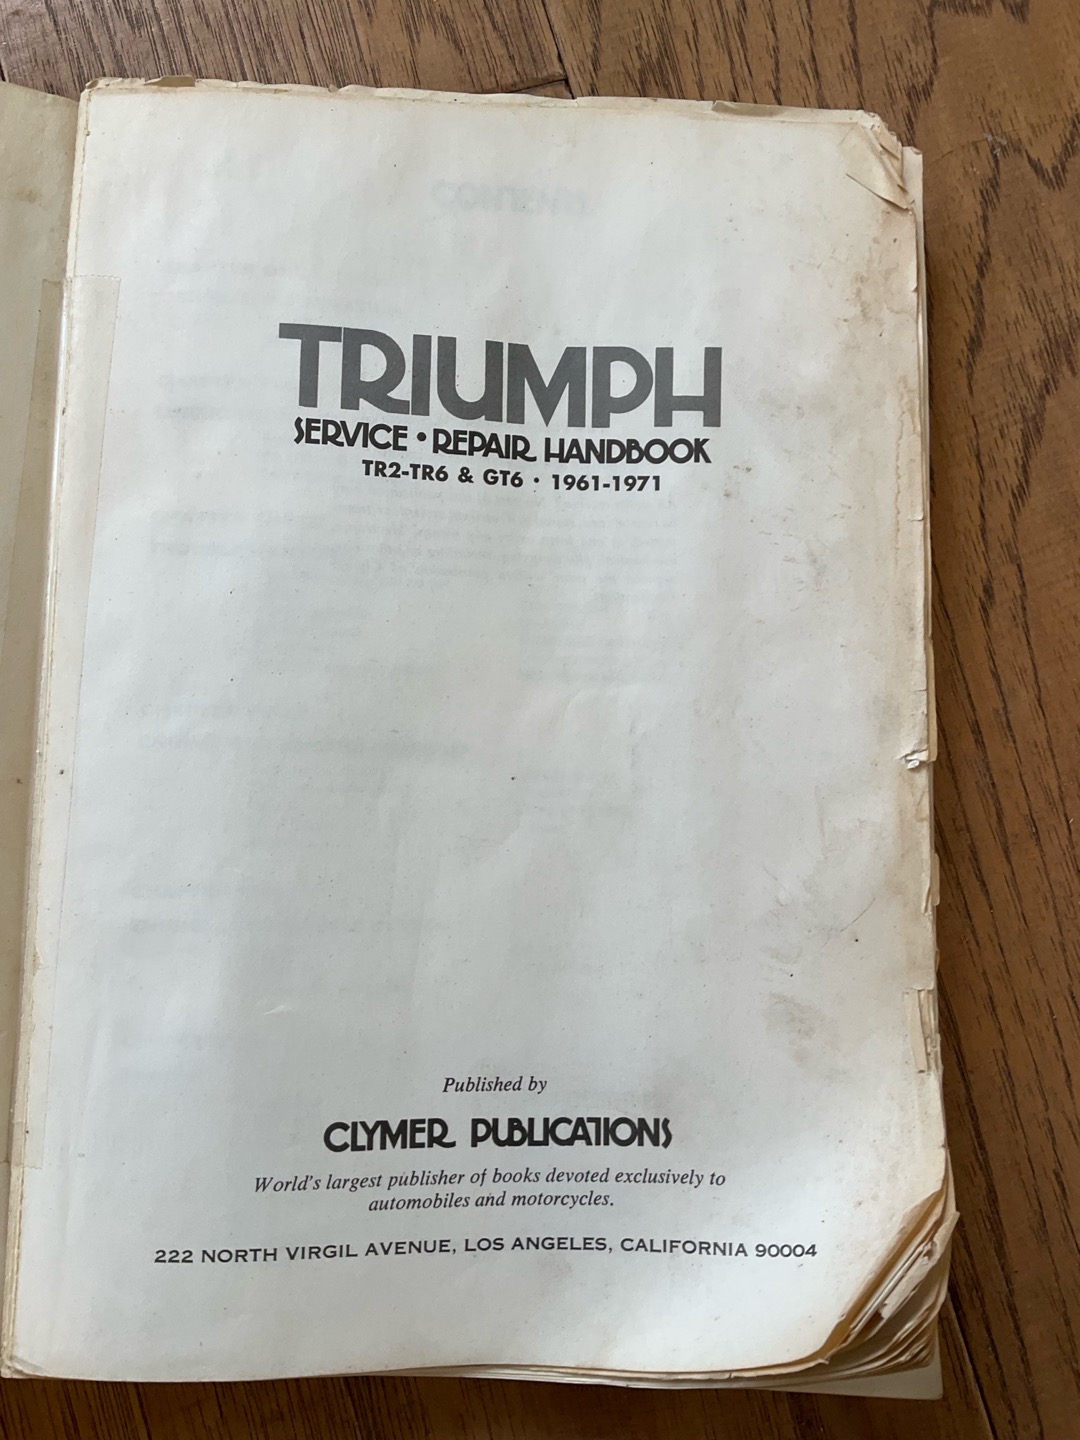 TRIUMPH
SERVICE • REPAIR HANDBOOK
TR2-TR6 & GT6 • 1961-1971
Published by
CLYMER PUBLICATIONS
World's largest publisher of books devoted exclusively to
automobiles and motorcycles.
222 NORTH VIRGIL AVENUE, LOS ANGELES, CALIFORNIA 90004